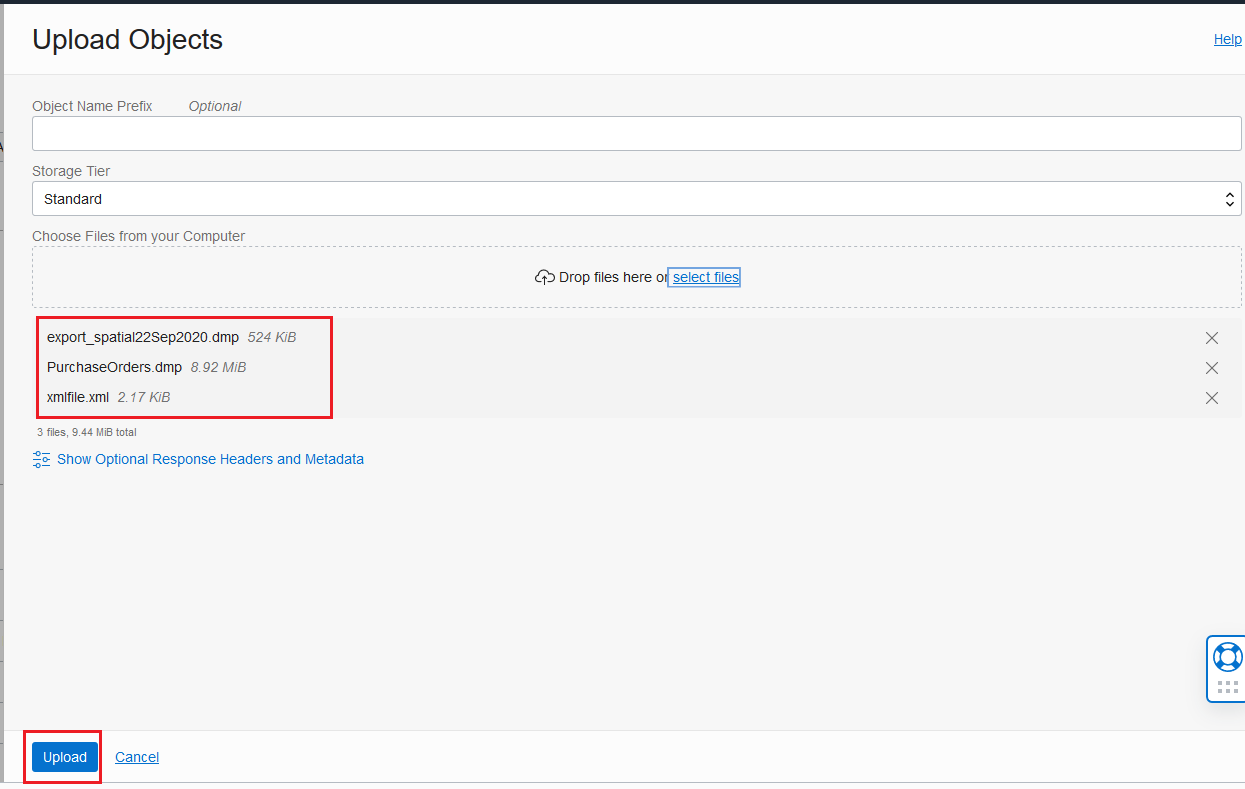 Upload Objects
Help
Object Name Prefix Optional
Standard Tier
Standard
Choose Files from your Computer
Drop files here or select files
export_spatial22Sep2020.dmp 524 KiB
PurchaseOrders.dmp 8.92 MiB
xmlfile.xml 2.17 KiB
3 files, 9.44 MiB total
Show Optional Response Headers and Metadata
Upload Cancel